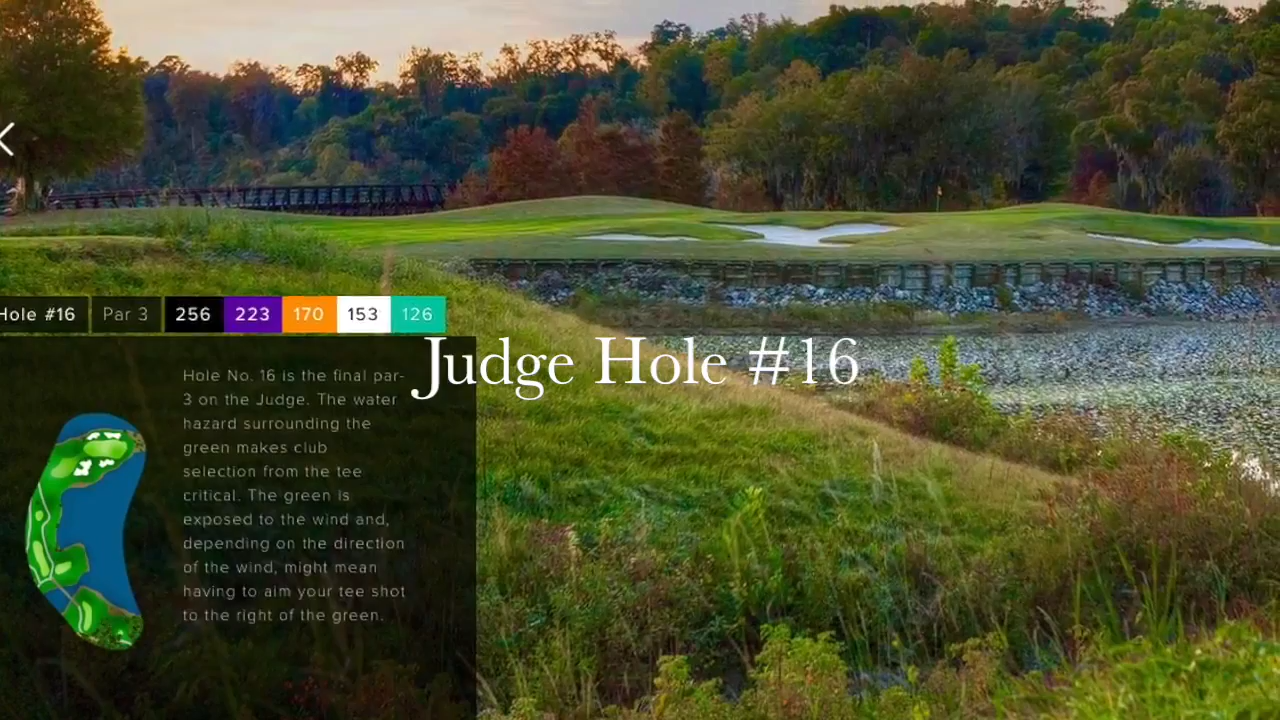 Hole #16 Par 3 256 223 170 153 126
Judge Hole #16
Hole No. 16 is the final par-
3 on the Judge. The water
hazard surrounding the
green makes club
selection from the tee
critical. The green is
exposed to the wind and,
depending on the direction
of the wind, might mean
having to aim your tee shot
to the right of the green.